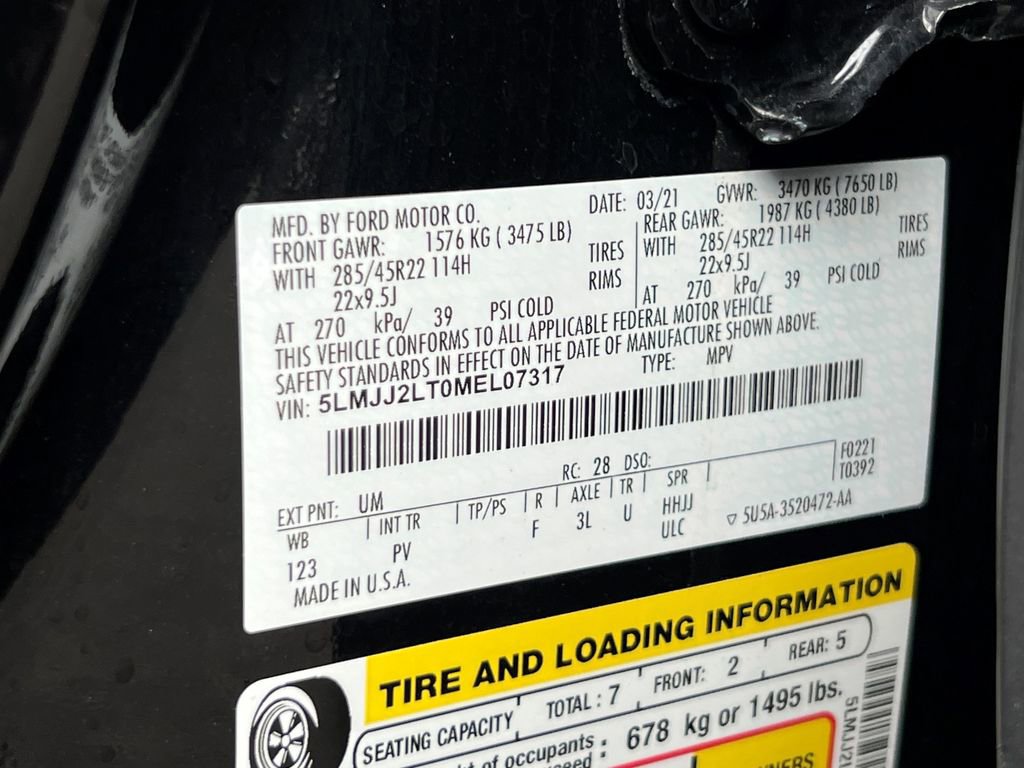 MFD. BY FORD MOTOR CO. DATE: 03/21 GVWR: 3470 KG ( 7650 LB)
FRONT GAWR: 1576 KG ( 3475 LB) REAR GAWR: 1987 KG ( 4380 LB)
WITH 285/45R22 114H TIRES WITH 285/45R22 114H TIRES
22x9.5J RIMS 22x9.5J RIMS
AT 270 kPa/ 39 PSI COLD AT 270 kPa/ 39 PSI COLD
THIS VEHICLE CONFORMS TO ALL APPLICABLE FEDERAL MOTOR VEHICLE
SAFETY STANDARDS IN EFFECT ON THE DATE OF MANUFACTURE SHOWN ABOVE.
VIN: 5LMJJ2LT0MEL07317 TYPE: MPV
EXT PNT: UM RC: 28 DSO: F0221
WB INT TR TP/PS R AXLE TR SPR T0392
123 PV F 3L U HHJJ
ULC ▽ 5U5A-3520472-AA
MADE IN U.S.A.
TIRE AND LOADING INFORMATION
SEATING CAPACITY TOTAL : 7 FRONT: 2 REAR: 5
of occupants : 678 kg or 1495 lbs.
5LMJJ2L